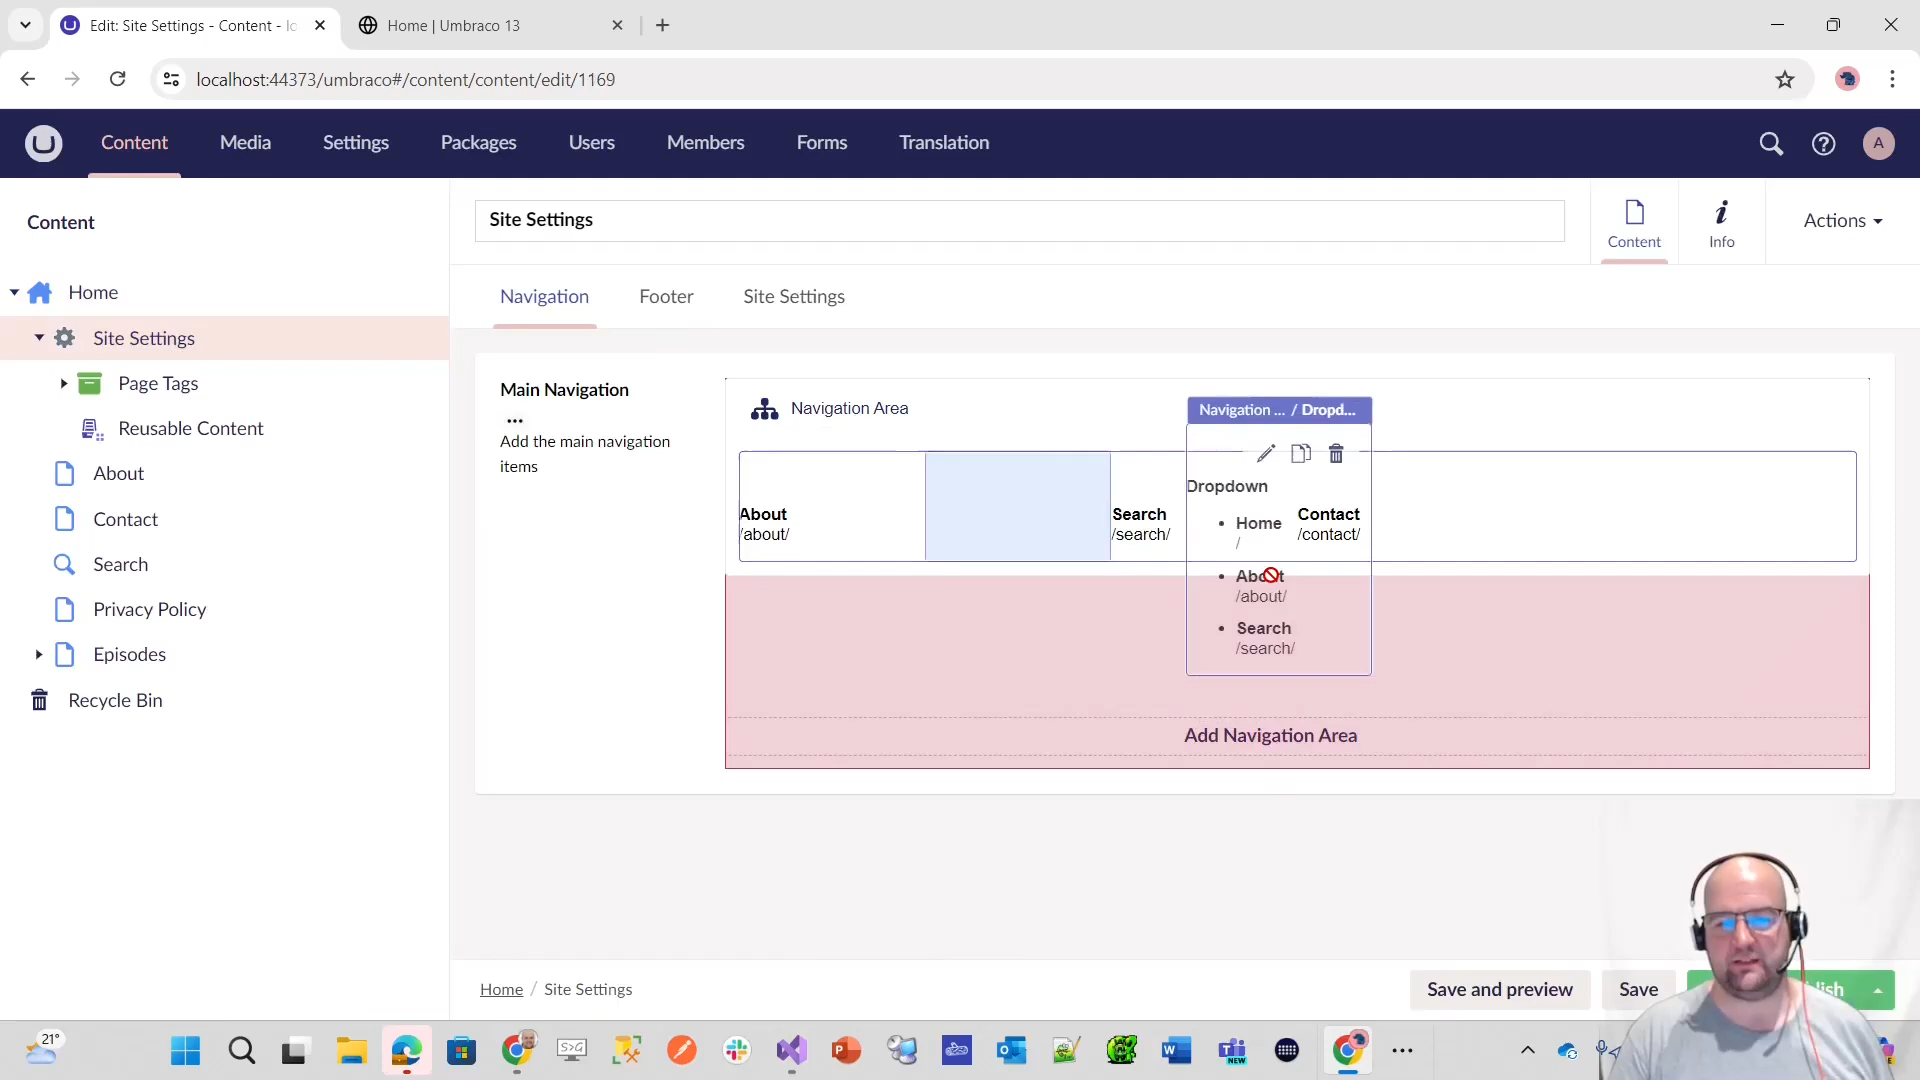 Edit: Site Settings - Content - lo
Home | Umbraco 13
localhost:44373/umbraco#/content/content/edit/1169
Content
Media
Settings
Packages
Users
Members
Forms
Translation
A
Content
Site Settings
Content
Info
Actions
Home
Site Settings
Page Tags
Reusable Content
About
Contact
Search
Privacy Policy
Episodes
Recycle Bin
Navigation
Footer
Site Settings
Main Navigation
Add the main navigation
items
Navigation Area
Navigation ... / Dropd...
About
/about/
Search
/search/
Contact
/contact/
Dropdown
Home
/
About
/about/
Search
/search/
Add Navigation Area
Home / Site Settings
Save and preview
Save
lish
21°
NEW